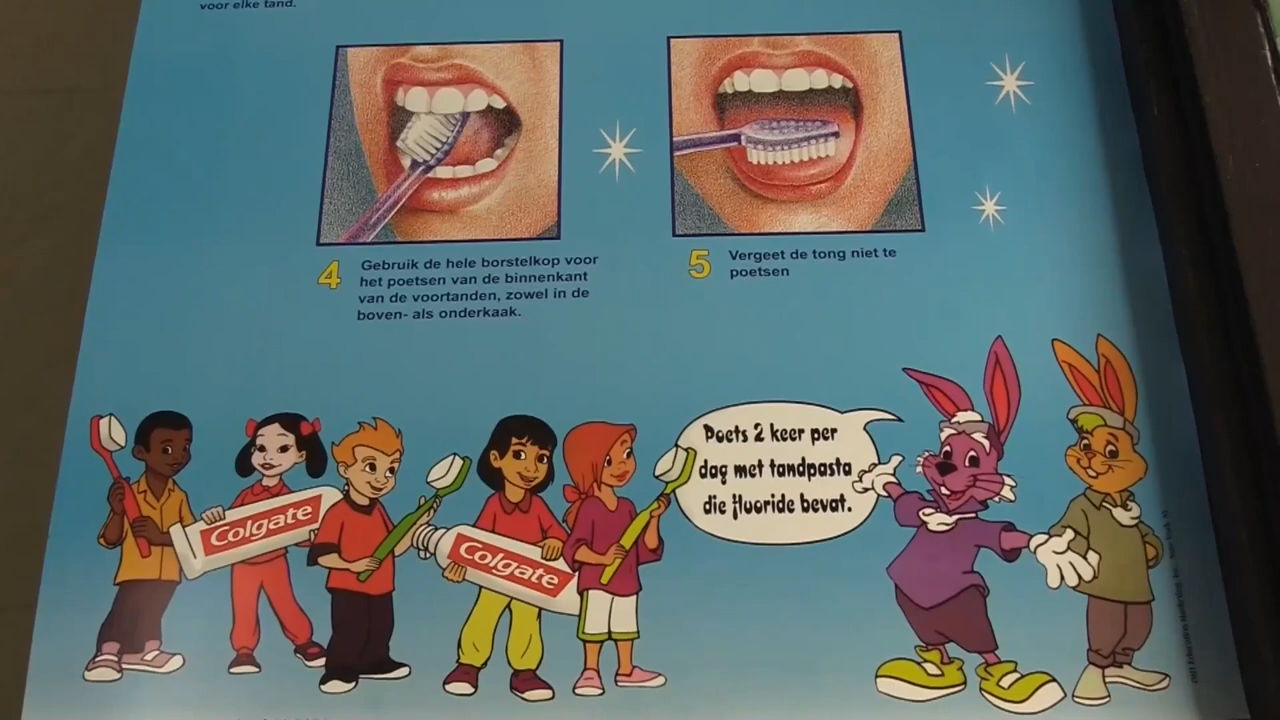 voor elke tand.
4
Gebruik de hele borstelkop voor
het poetsen van de binnenkant
van de voortanden, zowel in de
boven- als onderkaak.
5
Vergeet de tong niet te
poetsen
Colgate
Colgate
Poets 2 keer per
dag met tandpasta
die fluoride bevat.